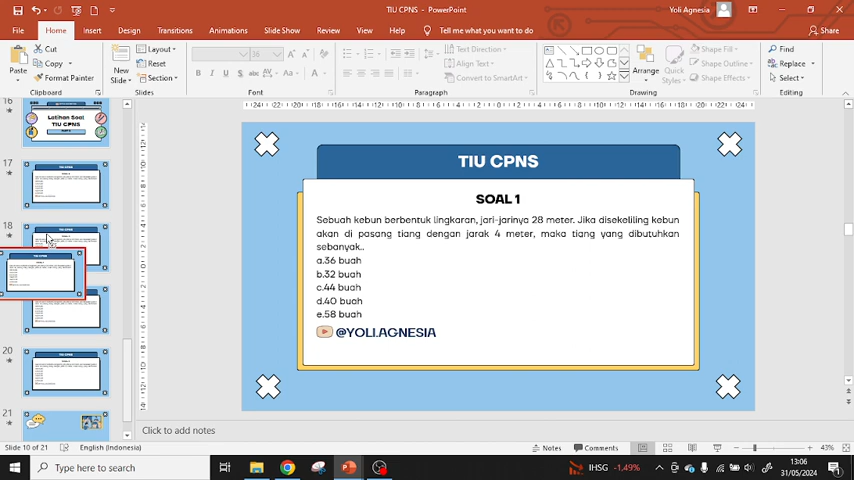 TIU CPNS - PowerPoint
Yoli Agnesia
File Home Insert Design Transitions Animations Slide Show Review View Help Tell me what you want to do Share
Cut
Copy
Format Painter
Paste
Clipboard
New
Slide
Layout
Reset
Section
Slides
36
Font
Paragraph
Text Direction
Align Text
Convert to SmartArt
Arrange
Quick
Styles
Shape Fill
Shape Outline
Shape Effects
Drawing
Find
Replace
Select
Editing
16
Latihan Soal
TIU CPNS
17
18
20
21
TIU CPNS
SOAL 1
Sebuah kebun berbentuk lingkaran, jari-jarinya 28 meter. Jika disekeliling kebun
akan di pasang tiang dengan jarak 4 meter, maka tiang yang dibutuhkan
sebanyak..
a.36 buah
b.32 buah
c.44 buah
d.40 buah
e.58 buah
@YOLI.AGNESIA
Click to add notes
Slide 10 of 21 English (Indonesia) Notes Comments 43%
Type here to search
IHSG -1,49%
13:06
31/05/2024